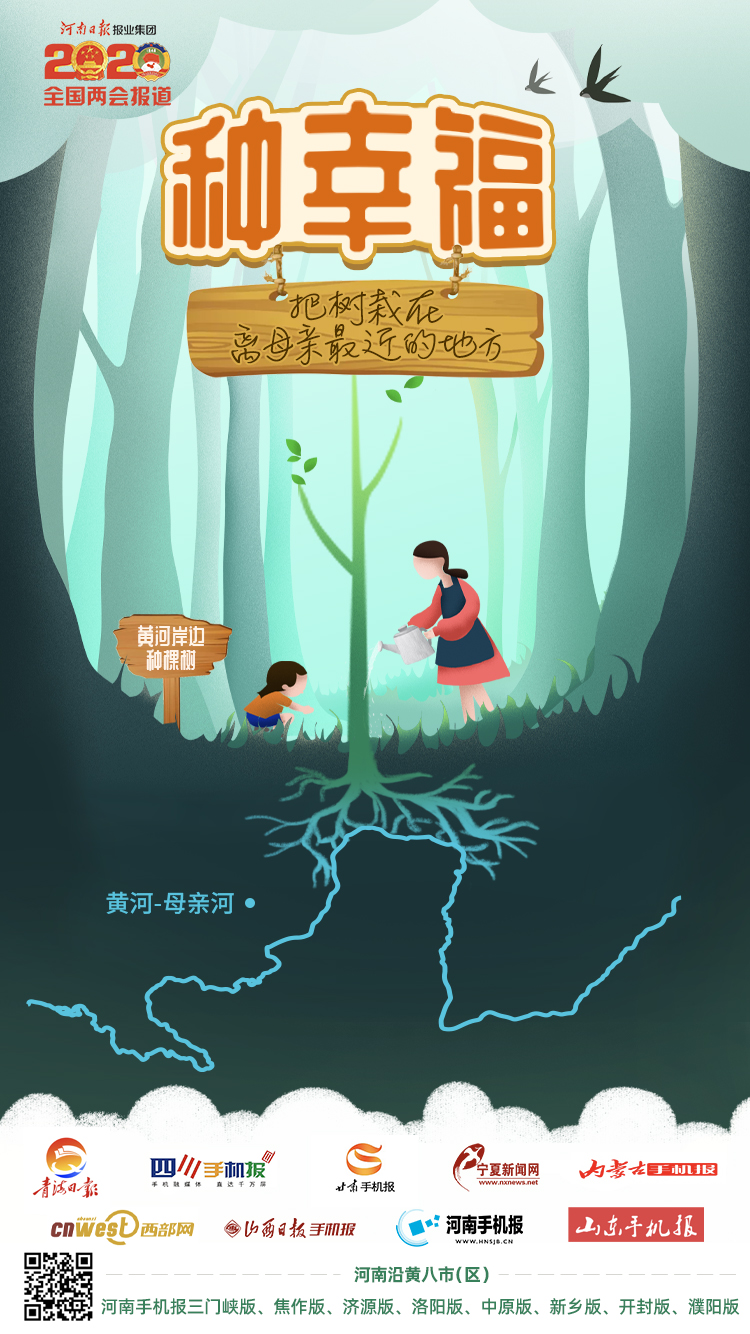 河南日报报业集团
2020
全国两会报道
种幸福
把树栽在
离母亲最近的地方
黄河岸边
种棵树
黄河-母亲河
青海日报
四川手机报
手机融媒体 直达千万屏
甘肃手机报
宁夏新闻网
www.nxnews.net
内蒙古手机报
cnwest西部网
山西日报手机报
河南手机报
WWW.HNSJB.CN
山东手机报
河南沿黄八市(区)
河南手机报三门峡版、焦作版、济源版、洛阳版、中原版、新乡版、开封版、濮阳版